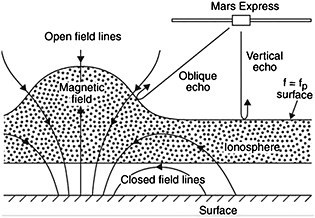 Mars Express
Open field lines
Vertical
echo
Oblique
echo
f = fp
surface
Magnetic
field
Ionosphere
Closed field lines
Surface